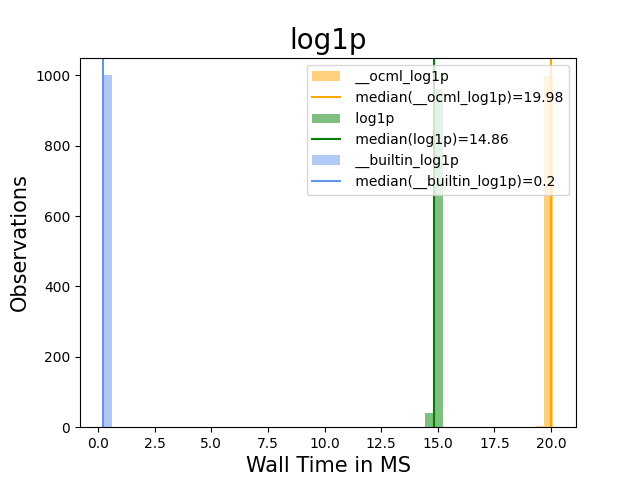 log1p
__ocml_log1p
median(__ocml_log1p)=19.98
log1p
median(log1p)=14.86
__builtin_log1p
median(__builtin_log1p)=0.2
Observations
1000
800
600
400
200
0
0.0 2.5 5.0 7.5 10.0 12.5 15.0 17.5 20.0
Wall Time in MS